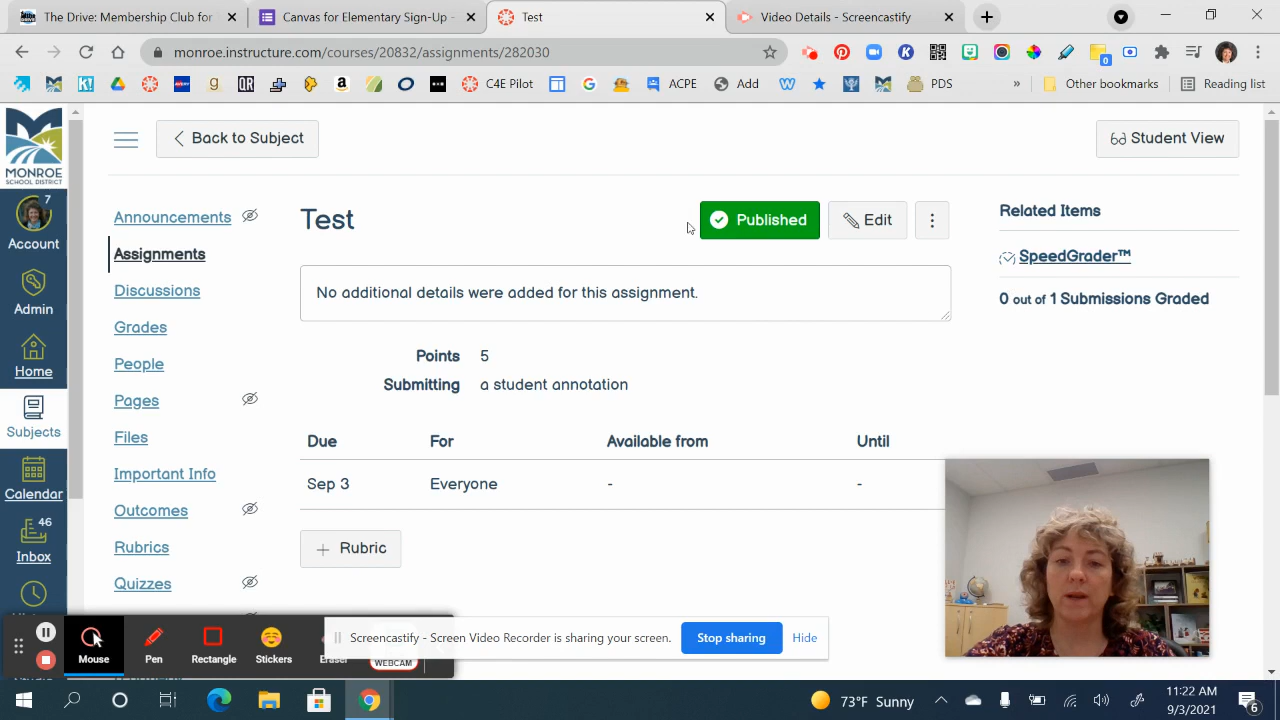 The Drive: Membership Club for
Canvas for Elementary Sign-Up -
Test
Video Details - Screencastify
monroe.instructure.com/courses/20832/assignments/282030
0
K!
g
QR
a
C4E Pilot
G
ACPE
Add
PDS
»
Other bookmarks
Reading list
MONROE
SCHOOL DISTRICT
Back to Subject
Student View
7
Account
Admin
Home
Subjects
Calendar
46
Inbox
Announcements
Assignments
Discussions
Grades
People
Pages
Files
Important Info
Outcomes
Rubrics
Quizzes
Test
Published
Edit
No additional details were added for this assignment.
Points 5
Submitting a student annotation
Due For Available from Until
Sep 3 Everyone - -
+ Rubric
Related Items
SpeedGrader™
0 out of 1 Submissions Graded
Mouse
Pen
Rectangle
Stickers
Eraser
WEBCAM
Screencastify - Screen Video Recorder is sharing your screen.
Stop sharing
Hide
73°F Sunny
11:22 AM
9/3/2021
6